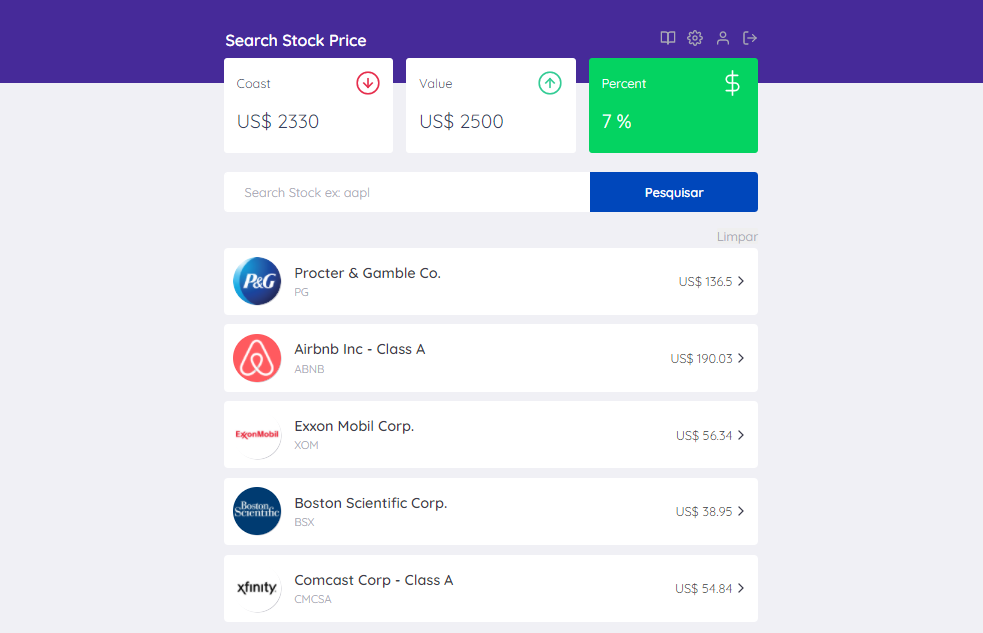 Search Stock Price
Coast
US$ 2330
Value
US$ 2500
Percent
$
7 %
Search Stock ex: aapl
Pesquisar
Limpar
P&G
Procter & Gamble Co.
PG
US$ 136.5
Airbnb Inc - Class A
ABNB
US$ 190.03
ExxonMobil
Exxon Mobil Corp.
XOM
US$ 56.34
Boston
Scientific
Boston Scientific Corp.
BSX
US$ 38.95
xfinity
Comcast Corp - Class A
CMCSA
US$ 54.84